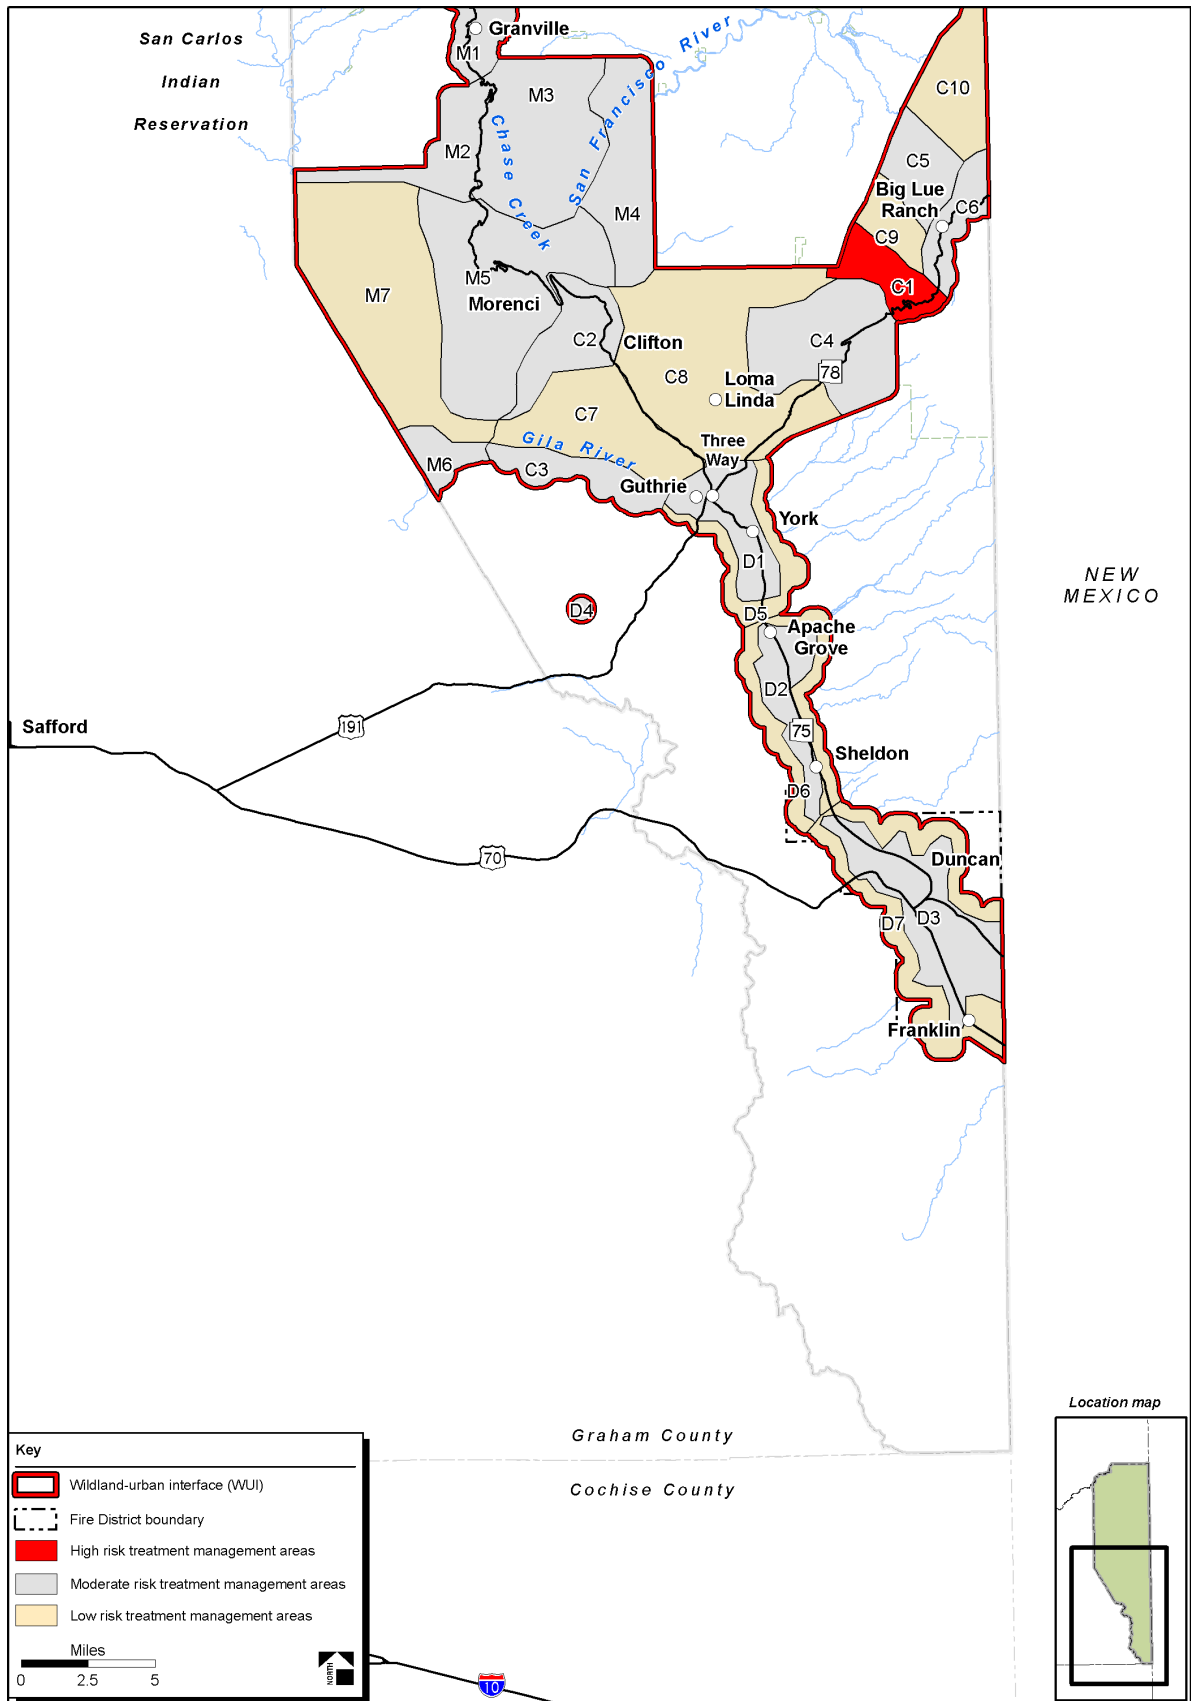 San Carlos
Indian
Reservation
Granville
M1
M3
San Francisco River
C10
Chase Creek
M2
C5
Big Lue
Ranch
C6
M4
C9
M5
Morenci
M7
C1
C2
Clifton
C4
78
C8
Loma
Linda
C7
Gila River
Three
Way
M6
C3
Guthrie
York
D1
NEW
MEXICO
D4
D5
Apache
Grove
D2
Safford
191
75
Sheldon
D6
70
Duncan
D7
D3
Franklin
Location map
Graham County
Cochise County
Key
Wildland-urban interface (WUI)
Fire District boundary
High risk treatment management areas
Moderate risk treatment management areas
Low risk treatment management areas
Miles
0 2.5 5
NORTH
10